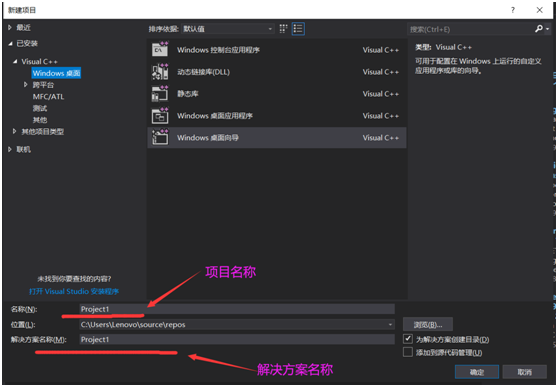 新建项目 ? ×
最近
已安装
Visual C++
Windows 桌面
跨平台
MFC/ATL
测试
其他
其他项目类型
联机
未找到你要查找的内容?
打开 Visual Studio 安装程序
排序依据: 默认值
Windows 控制台应用程序 Visual C++
动态链接库(DLL) Visual C++
静态库 Visual C++
Windows 桌面应用程序 Visual C++
Windows 桌面向导 Visual C++
搜索(Ctrl+E)
类型: Visual C++
可用于配置在 Windows 上运行的自定义
应用程序或库的向导。
项目名称
名称(N): Project1
位置(L): C:\Users\Lenovo\source\repos 浏览(B)...
解决方案名称(M): Project1 为解决方案创建目录(D)
添加到源代码管理(U)
解决方案名称
确定 取消